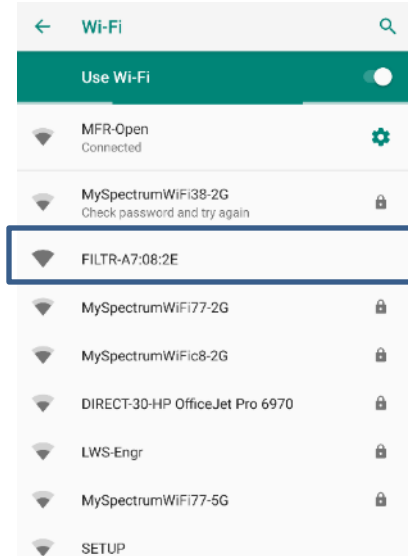 Wi-Fi
Use Wi-Fi
MFR-Open
Connected
MySpectrumWiFi38-2G
Check password and try again
FILTR-A7:08:2E
MySpectrumWiFi77-2G
MySpectrumWiFic8-2G
DIRECT-30-HP OfficeJet Pro 6970
LWS-Engr
MySpectrumWiFi77-5G
SETUP